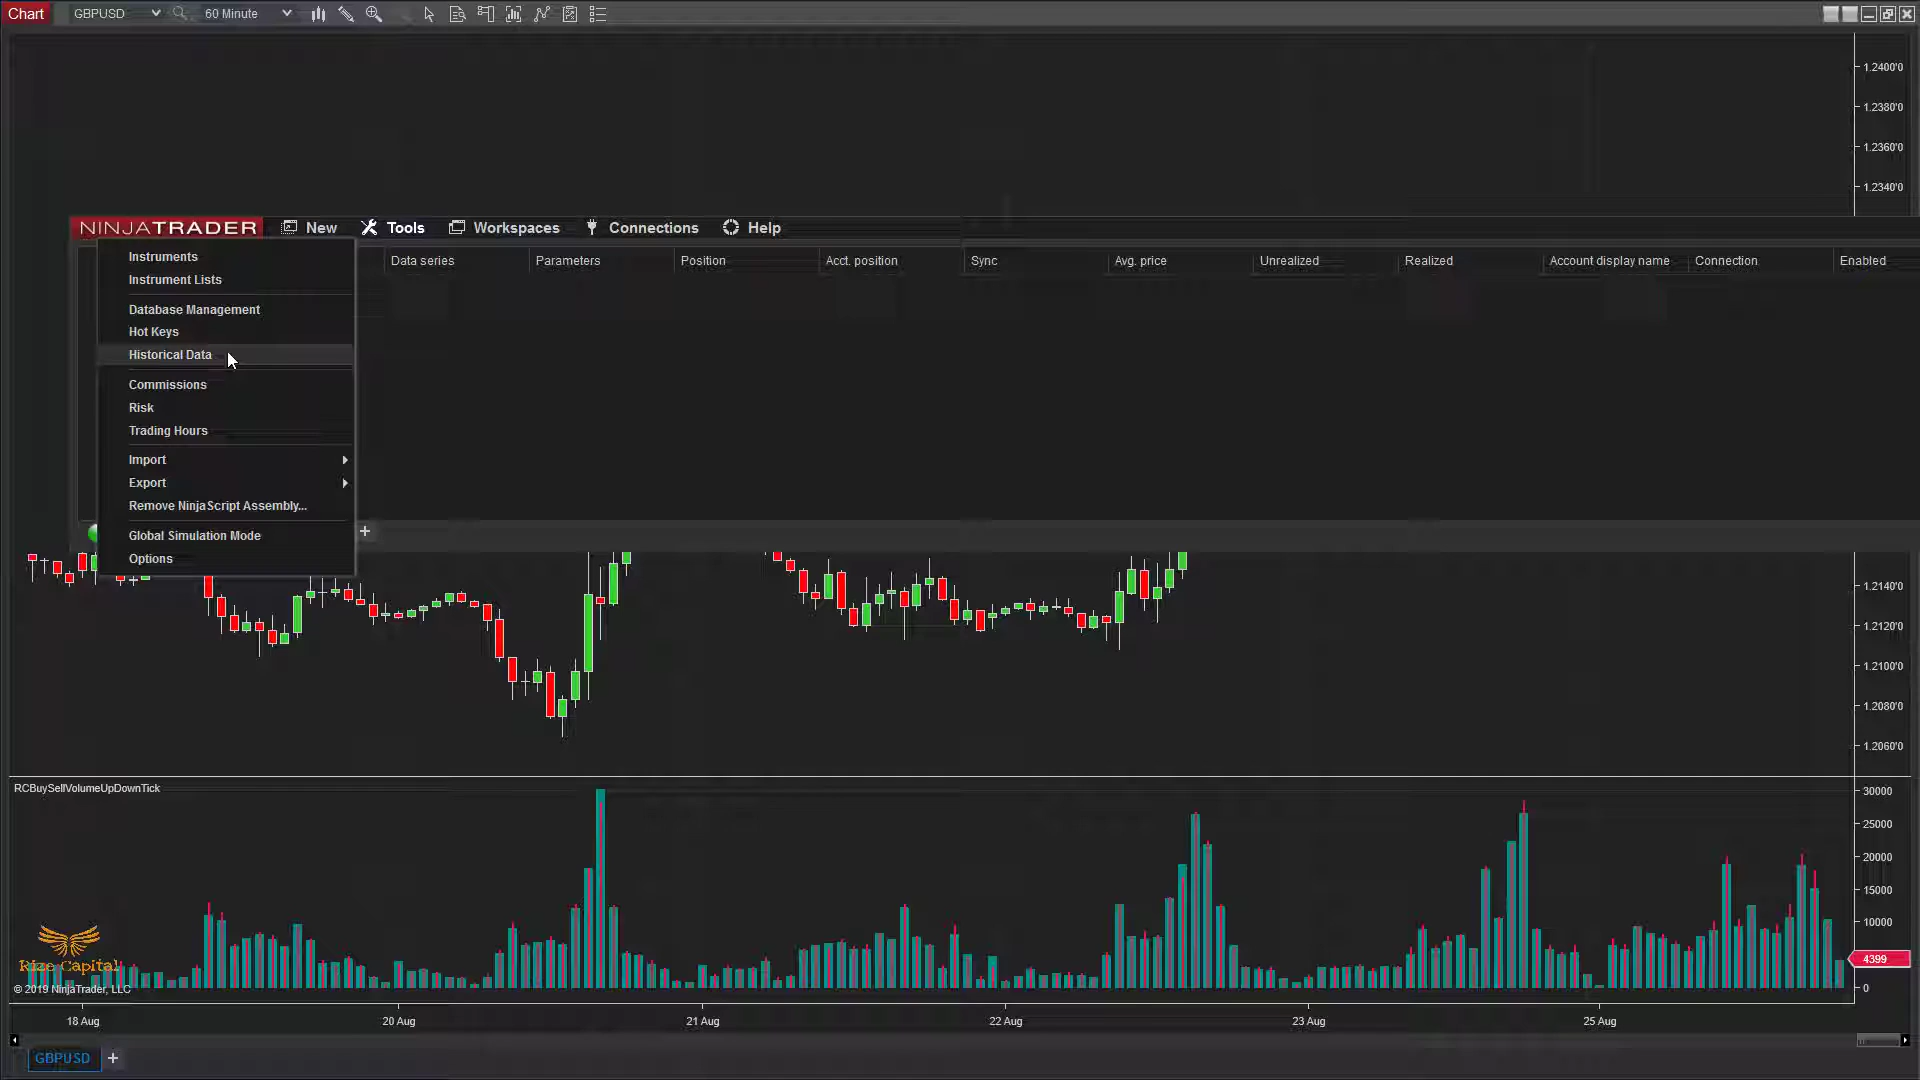 Chart GBPUSD 60 Minute
1.2400'0
1.2380'0
1.2360'0
1.2340'0
NINJATRADER New Tools Workspaces Connections Help
Data series Parameters Position Acct. position Sync Avg. price Unrealized Realized Account display name Connection Enabled
Instruments
Instrument Lists
Database Management
Hot Keys
Historical Data
Commissions
Risk
Trading Hours
Import
Export
Remove NinjaScript Assembly...
Global Simulation Mode
Options
+
1.2140'0
1.2120'0
1.2100'0
1.2080'0
1.2060'0
RCBuySellVolumeUpDownTick
30000
25000
20000
15000
10000
4399
0
Rize Capital
© 2019 NinjaTrader, LLC
18 Aug 20 Aug 21 Aug 22 Aug 23 Aug 25 Aug
GBPUSD +